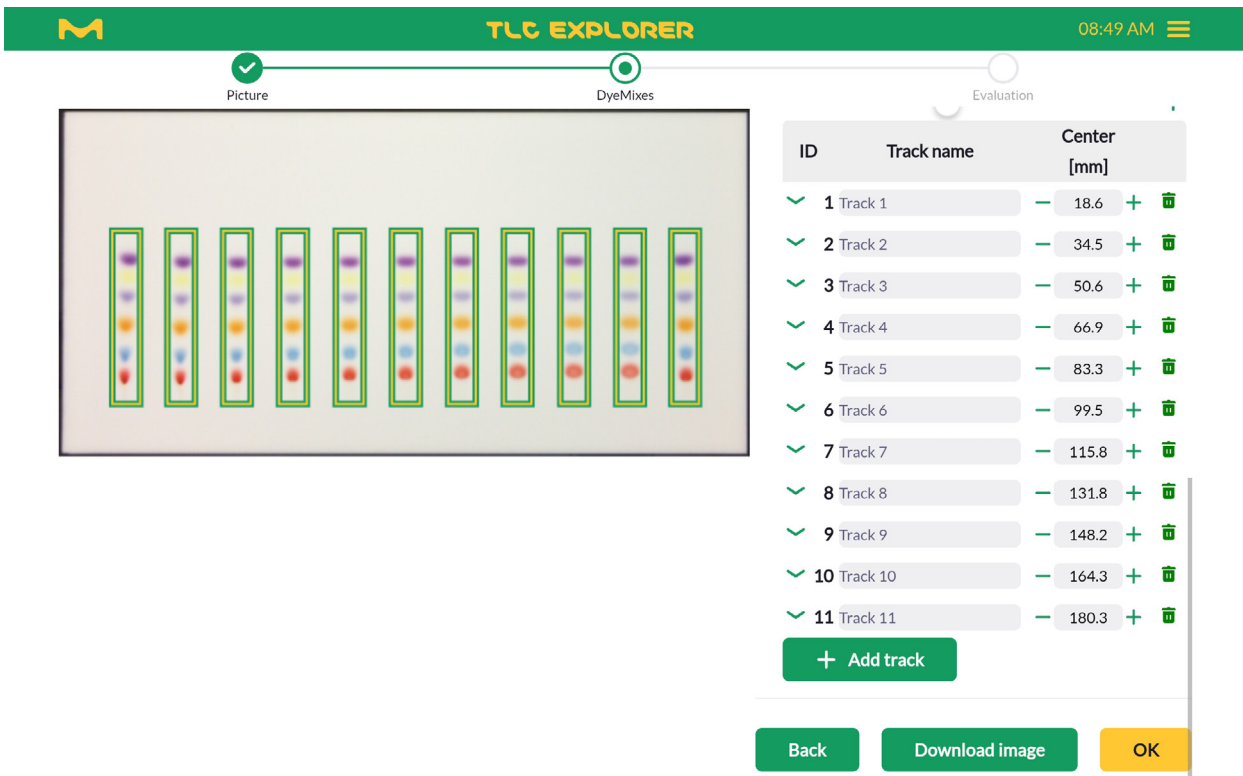 TLC EXPLORER
08:49 AM
Picture
DyeMixes
Evaluation
ID Track name Center [mm]
1 Track 1 18.6
2 Track 2 34.5
3 Track 3 50.6
4 Track 4 66.9
5 Track 5 83.3
6 Track 6 99.5
7 Track 7 115.8
8 Track 8 131.8
9 Track 9 148.2
10 Track 10 164.3
11 Track 11 180.3
Add track
Back
Download image
OK